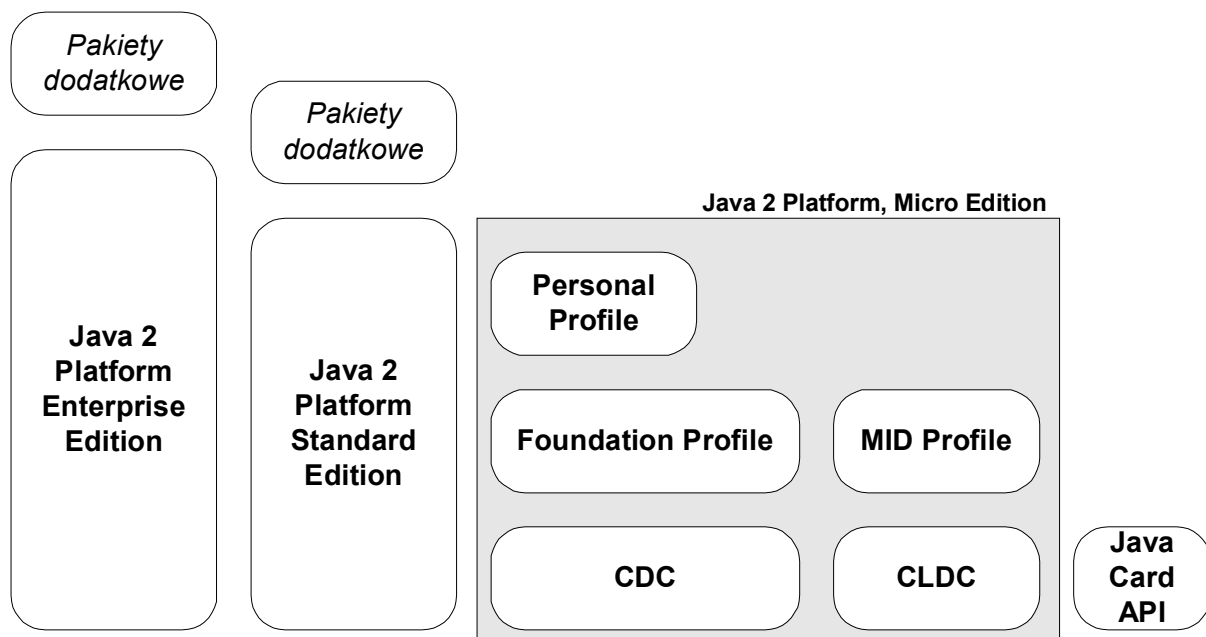 Pakiety
dodatkowe
Pakiety
dodatkowe
Java 2 Platform, Micro Edition
Personal
Profile
Java 2
Platform
Enterprise
Edition
Java 2
Platform
Standard
Edition
Foundation Profile
MID Profile
CDC
CLDC
Java
Card
API